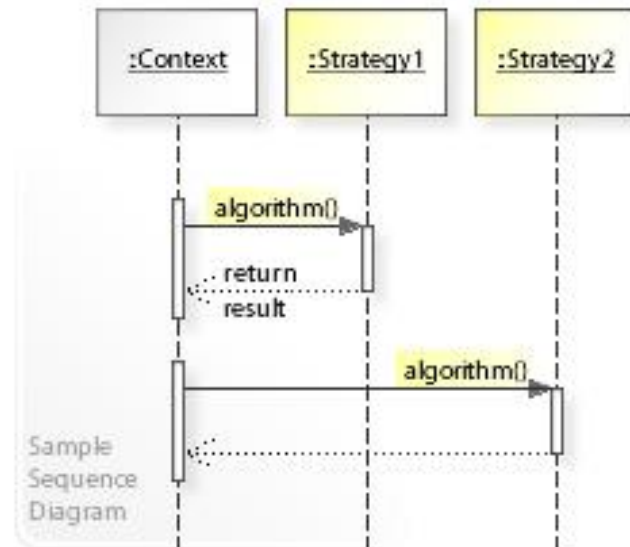 :Context
:Strategy1
:Strategy2
algorithm()
return
result
algorithm()
Sample
Sequence
Diagram